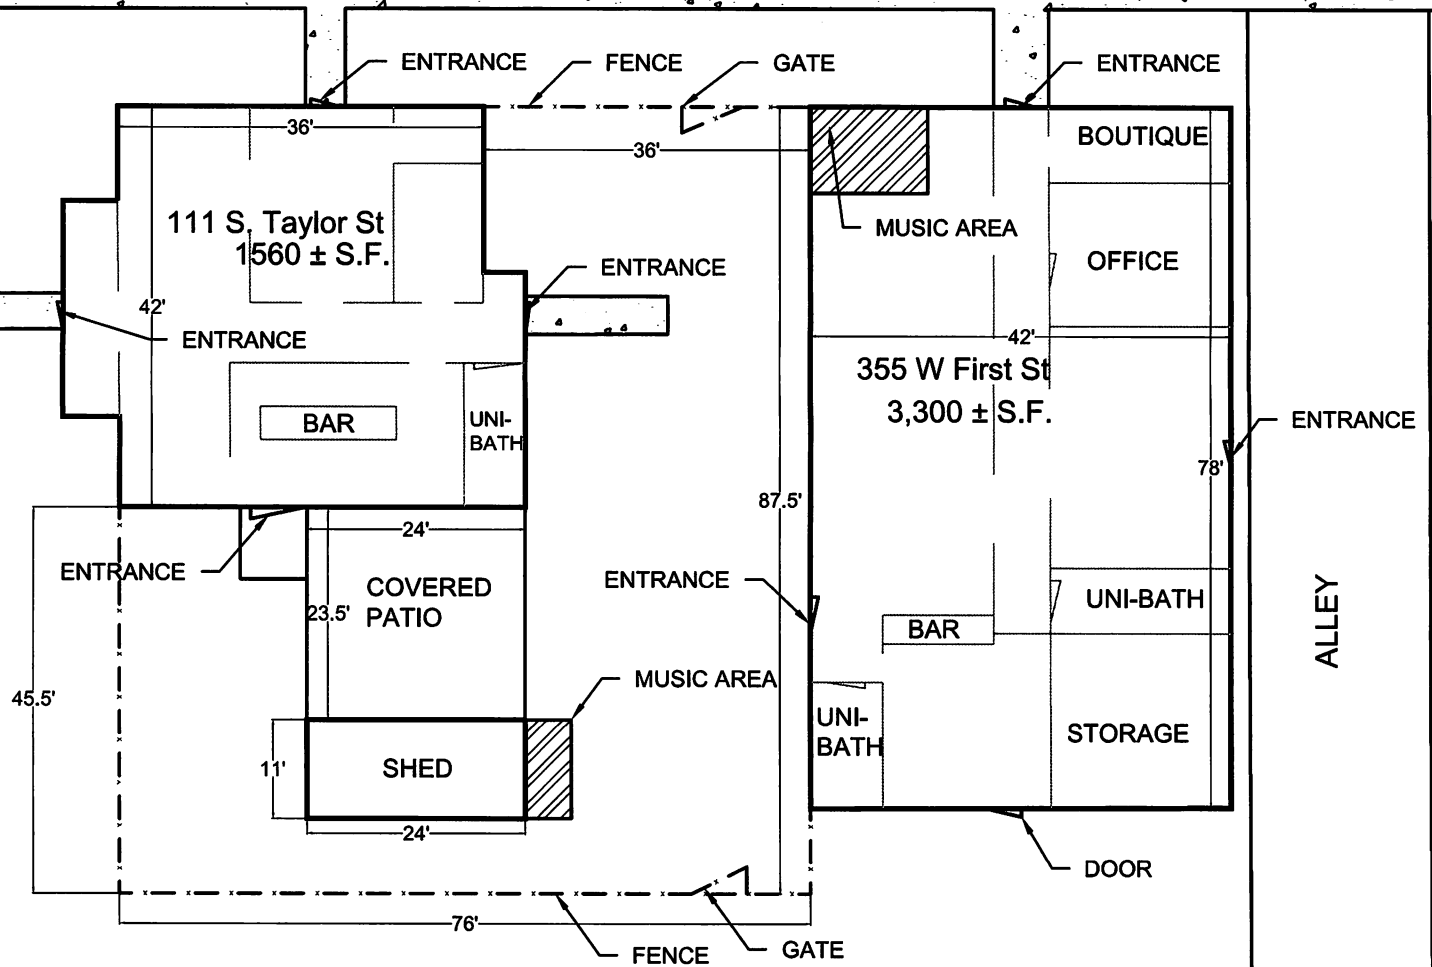 ENTRANCE
FENCE
GATE
ENTRANCE
36'
36'
BOUTIQUE
111 S. Taylor St
1560 ± S.F.
MUSIC AREA
OFFICE
ENTRANCE
42'
ENTRANCE
42'
355 W First St
3,300 ± S.F.
BAR
UNI-
BATH
ENTRANCE
78'
87.5'
24'
ENTRANCE
COVERED
PATIO
23.5'
ENTRANCE
UNI-BATH
BAR
ALLEY
45.5'
MUSIC AREA
UNI-
BATH
STORAGE
11'
SHED
24'
DOOR
76'
FENCE
GATE